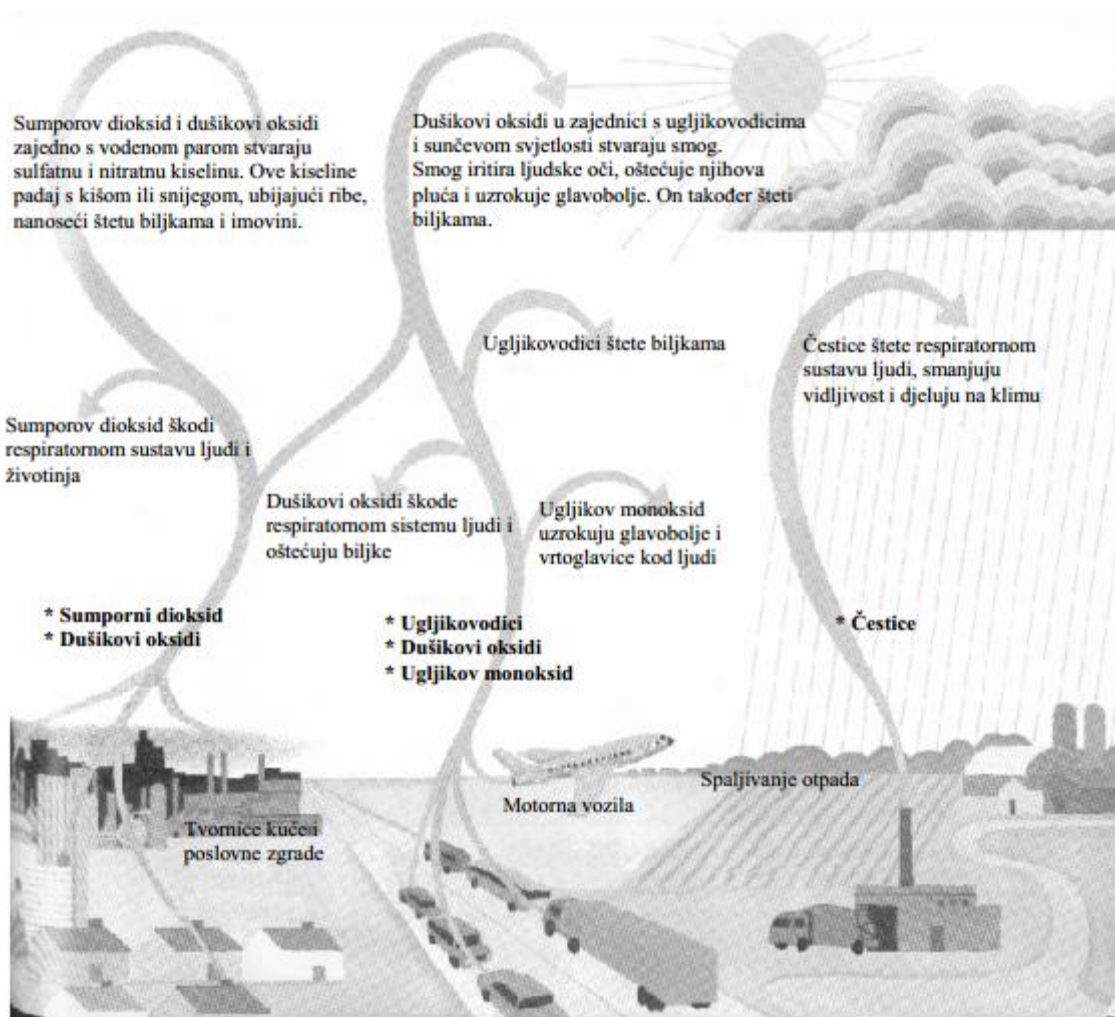 Sumporov dioksid i dušikovi oksidi
zajedno s vodenom parom stvaraju
sulfatnu i nitratnu kiselinu. Ove kiseline
padaj s kišom ili snijegom, ubijajući ribe,
nanoseći štetu biljkama i imovini.
Dušikovi oksidi u zajednici s ugljikovodicima
i sunčevom svjetlosti stvaraju smog.
Smog iritira ljudske oči, oštećuje njihova
pluća i uzrokuje glavobolje. On također šteti
biljkama.
Ugljikovodici štete biljkama
Čestice štete respiratornom
sustavu ljudi, smanjuju
vidljivost i djeluju na klimu
Sumporov dioksid škodi
respiratornom sustavu ljudi i
životinja
Dušikovi oksidi škode
respiratornom sistemu ljudi i
oštećuju biljke
Ugljikov monoksid
uzrokuju glavobolje i
vrtoglavice kod ljudi
* Sumporni dioksid
* Dušikovi oksidi
* Ugljikovodici
* Dušikovi oksidi
* Ugljikov monoksid
* Čestice
Tvornice kuće i
poslovne zgrade
Motorna vozila
Spaljivanje otpada